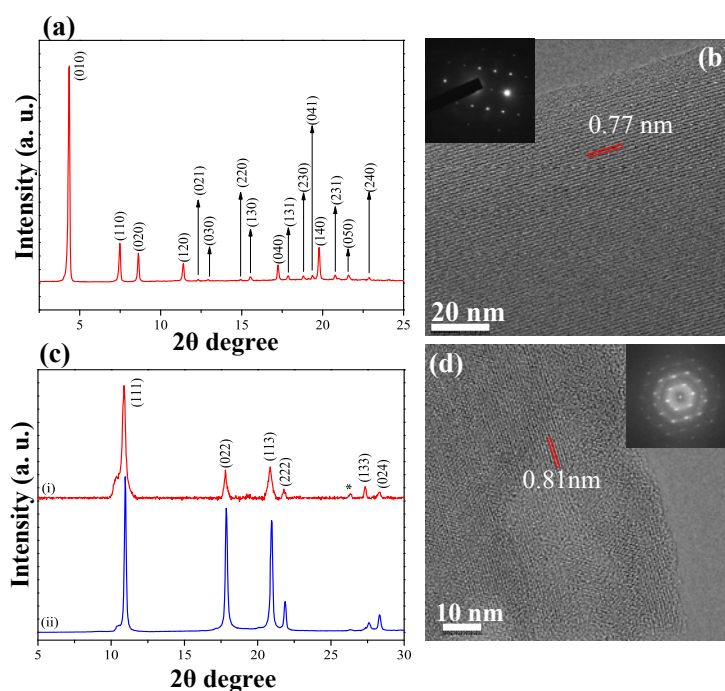 (a)
Intensity (a. u.)
(010)
(110)
(020)
(120)
(021)
(030)
(220)
(130)
(040)
(131)
(230)
(041)
(140)
(231)
(050)
(240)
5 10 15 20 25
2θ degree
(b)
0.77 nm
20 nm
(c)
Intensity (a. u.)
(111)
(022)
(113)
(222)
*
(133)
(024)
(i)
(ii)
5 10 15 20 25 30
2θ degree
(d)
0.81nm
10 nm